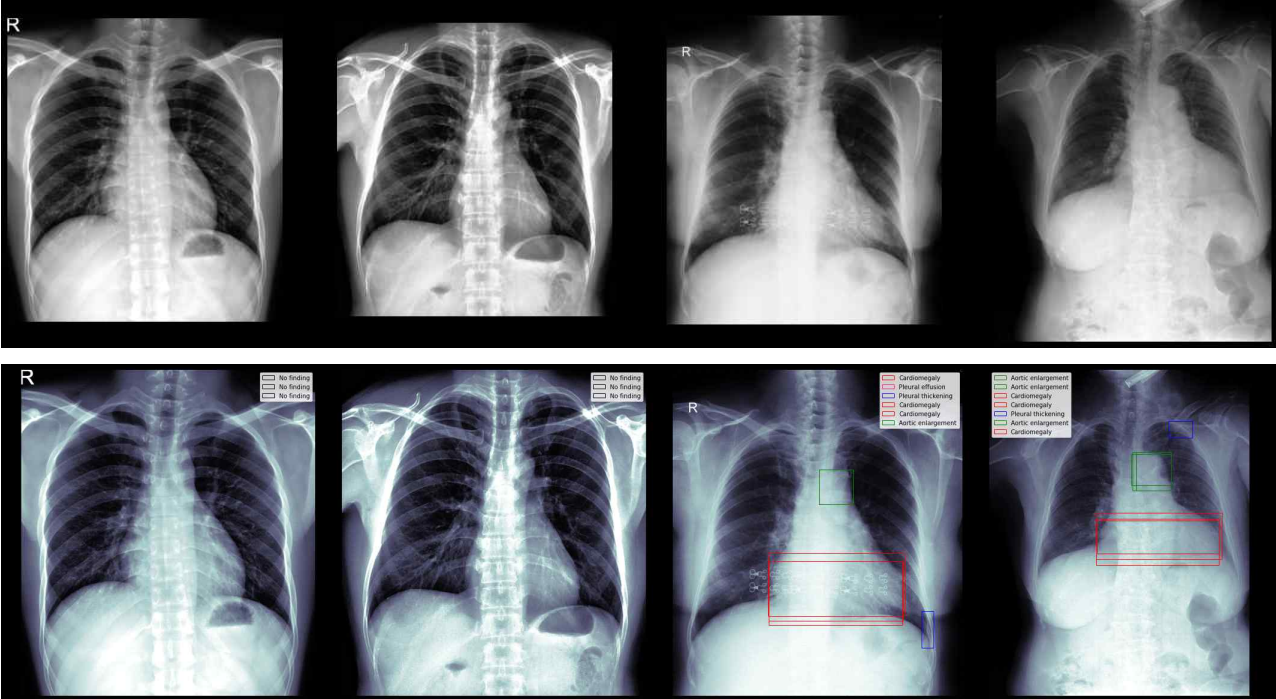 R
R
R
No finding
No finding
No finding
No finding
No finding
No finding
R
Cardiomegaly
Pleural effusion
Pleural thickening
Cardiomegaly
Cardiomegaly
Aortic enlargement
Aortic enlargement
Aortic enlargement
Cardiomegaly
Cardiomegaly
Pleural thickening
Aortic enlargement
Cardiomegaly